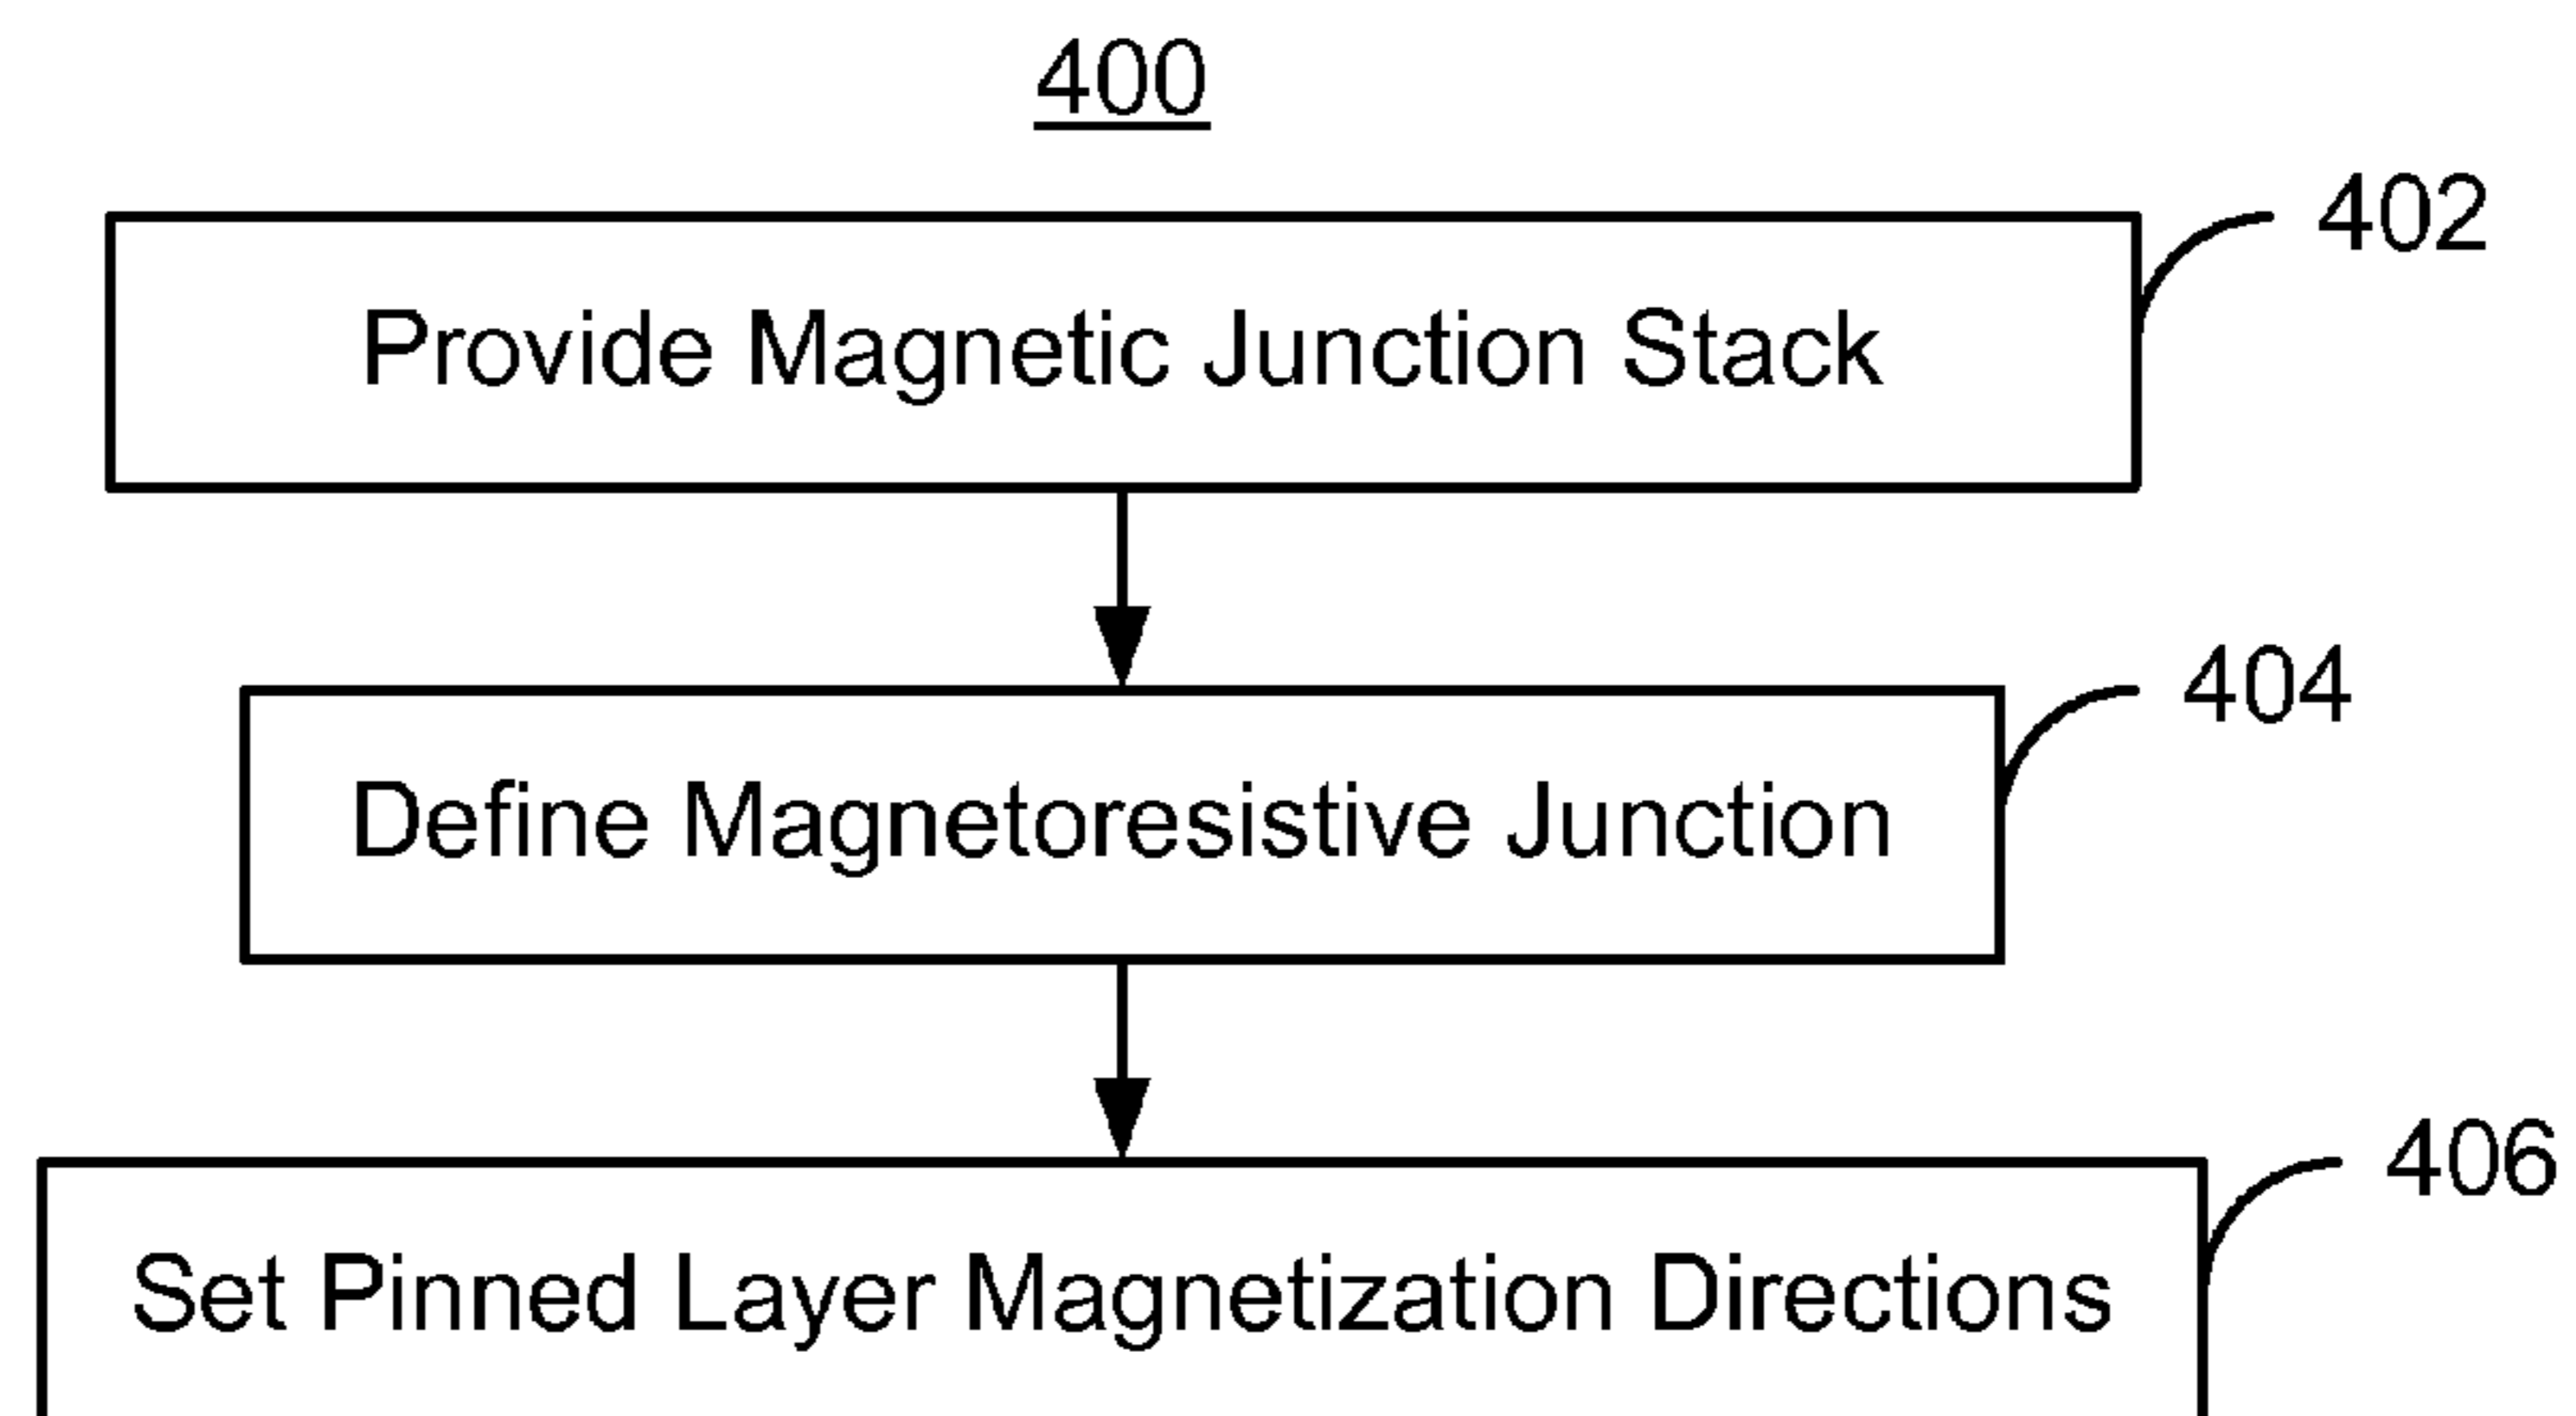 400
402
Provide Magnetic Junction Stack
404
Define Magnetoresistive Junction
406
Set Pinned Layer Magnetization Directions